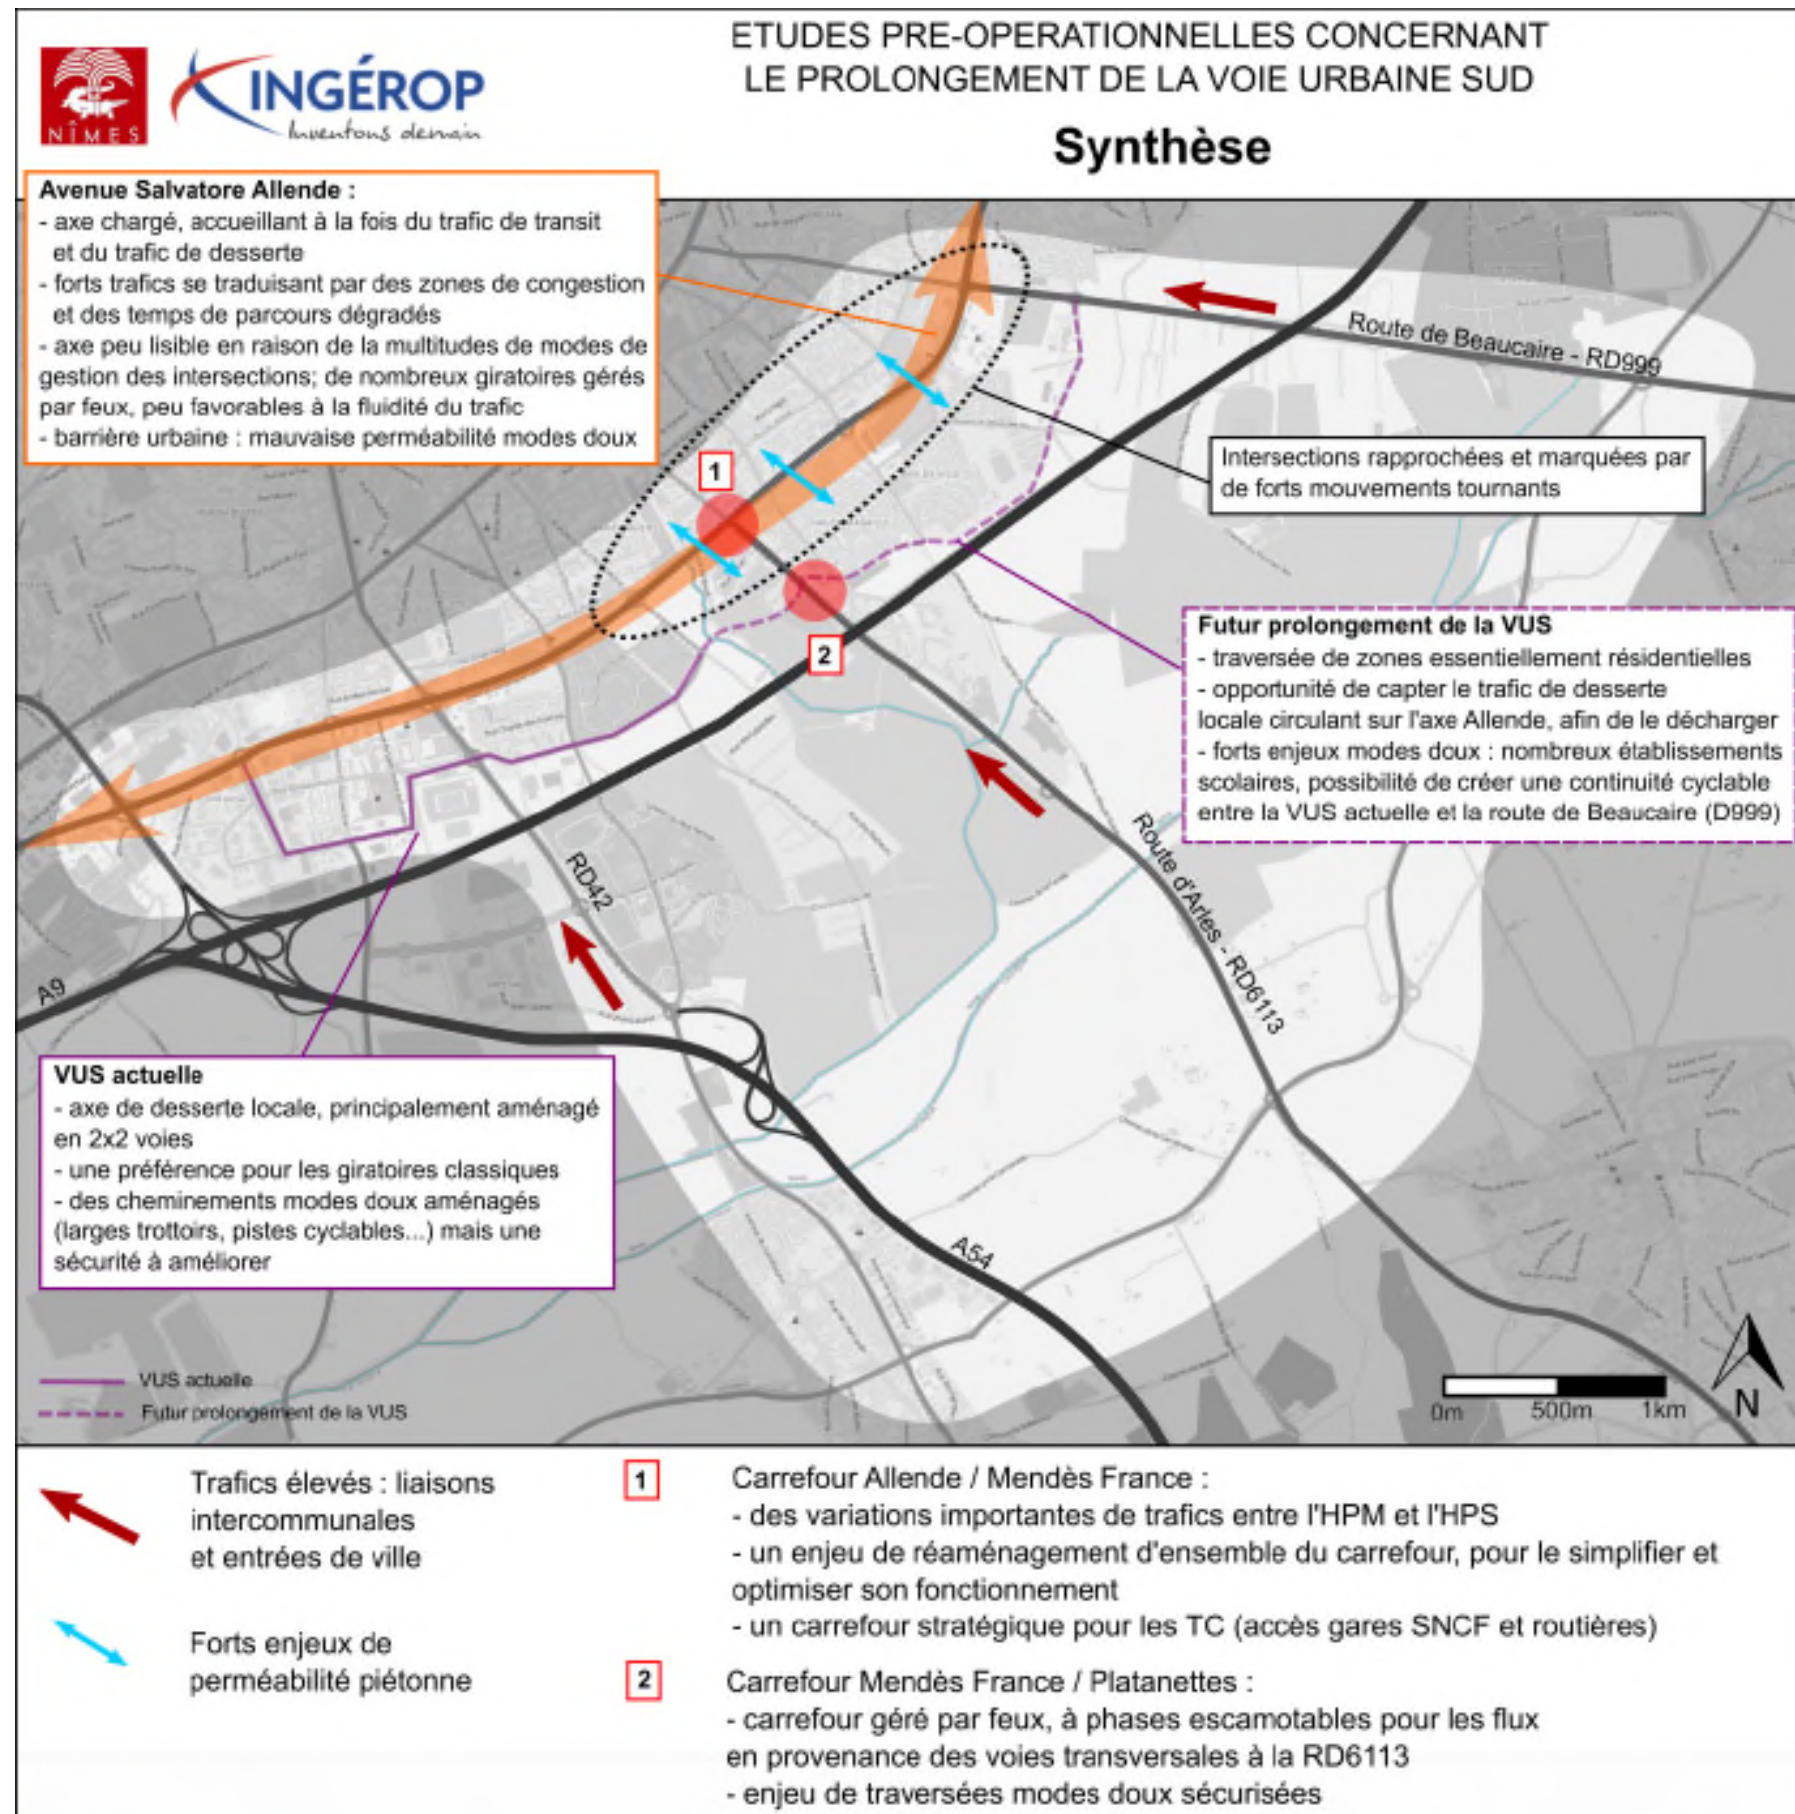 NÎMES
INGÉROP
Inventons demain
ETUDES PRE-OPERATIONNELLES CONCERNANT
LE PROLONGEMENT DE LA VOIE URBAINE SUD
Synthèse
Avenue Salvatore Allende :
- axe chargé, accueillant à la fois du trafic de transit
et du trafic de desserte
- forts trafics se traduisant par des zones de congestion
et des temps de parcours dégradés
- axe peu lisible en raison de la multitudes de modes de
gestion des intersections; de nombreux giratoires gérés
par feux, peu favorables à la fluidité du trafic
- barrière urbaine : mauvaise perméabilité modes doux
Route de Beaucaire - RD999
1
Intersections rapprochées et marquées par
de forts mouvements tournants
2
Futur prolongement de la VUS
- traversée de zones essentiellement résidentielles
- opportunité de capter le trafic de desserte
locale circulant sur l'axe Allende, afin de le décharger
- forts enjeux modes doux : nombreux établissements
scolaires, possibilité de créer une continuité cyclable
entre la VUS actuelle et la route de Beaucaire (D999)
RD42
Route d'Arles - RD6113
A9
VUS actuelle
- axe de desserte locale, principalement aménagé
en 2x2 voies
- une préférence pour les giratoires classiques
- des cheminements modes doux aménagés
(larges trottoirs, pistes cyclables...) mais une
sécurité à améliorer
A54
VUS actuelle
Futur prolongement de la VUS
0m 500m 1km
N
Trafics élevés : liaisons
intercommunales
et entrées de ville
Forts enjeux de
perméabilité piétonne
1
Carrefour Allende / Mendès France :
- des variations importantes de trafics entre l'HPM et l'HPS
- un enjeu de réaménagement d'ensemble du carrefour, pour le simplifier et
optimiser son fonctionnement
- un carrefour stratégique pour les TC (accès gares SNCF et routières)
2
Carrefour Mendès France / Platanettes :
- carrefour géré par feux, à phases escamotables pour les flux
en provenance des voies transversales à la RD6113
- enjeu de traversées modes doux sécurisées